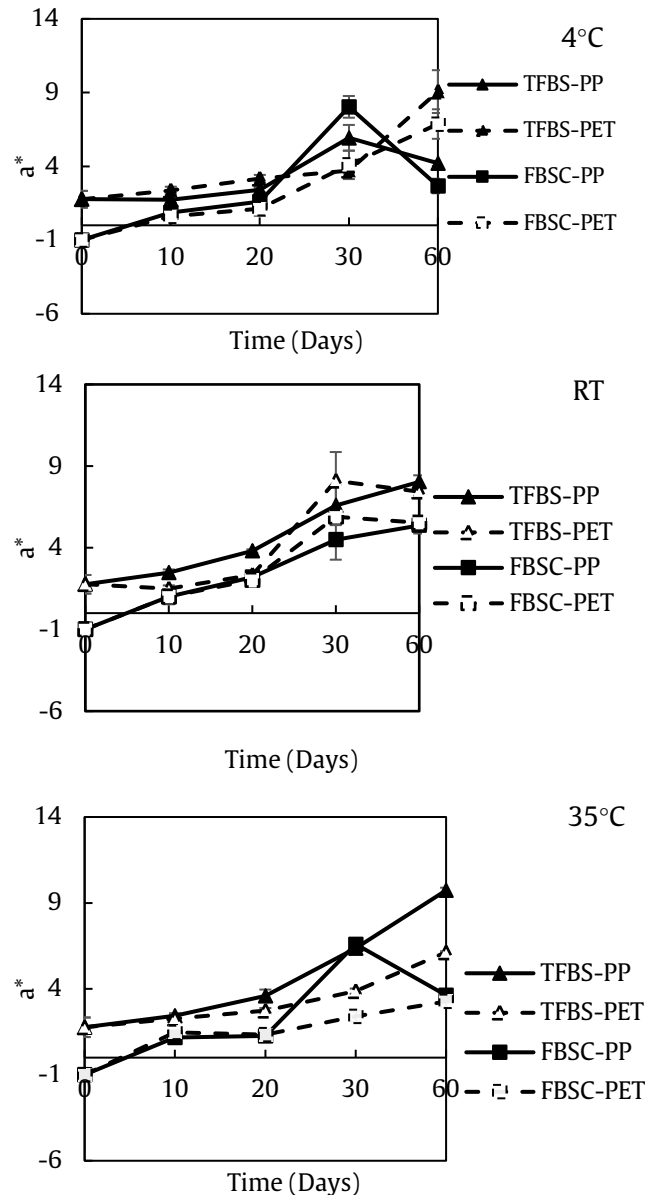 14
4°C
9
TFBS-PP
TFBS-PET
a*
4
FBSC-PP
FBSC-PET
-1
0 10 20 30 60
-6
Time (Days)
14
RT
9
TFBS-PP
TFBS-PET
a*
4
FBSC-PP
FBSC-PET
-1
0 10 20 30 60
-6
Time (Days)
14
35°C
9
TFBS-PP
a*
4
TFBS-PET
FBSC-PP
-1
0 10 20 30 60
FBSC-PET
-6
Time (Days)